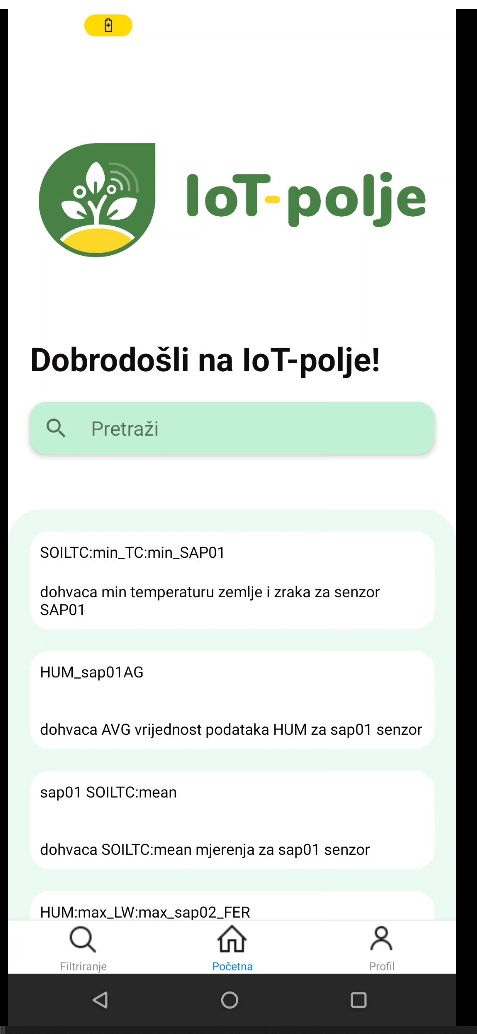 IoT-polje
Dobrodošli na IoT-polje!
Pretraži
SOILTC:min_TC:min_SAP01
dohvaca min temperaturu zemlje i zraka za senzor
SAP01
HUM_sap01AG
dohvaca AVG vrijednost podataka HUM za sap01 senzor
sap01 SOILTC:mean
dohvaca SOILTC:mean mjerenja za sap01 senzor
HUM:max_LW:max_sap02_FER
Filtriranje
Početna
Profil